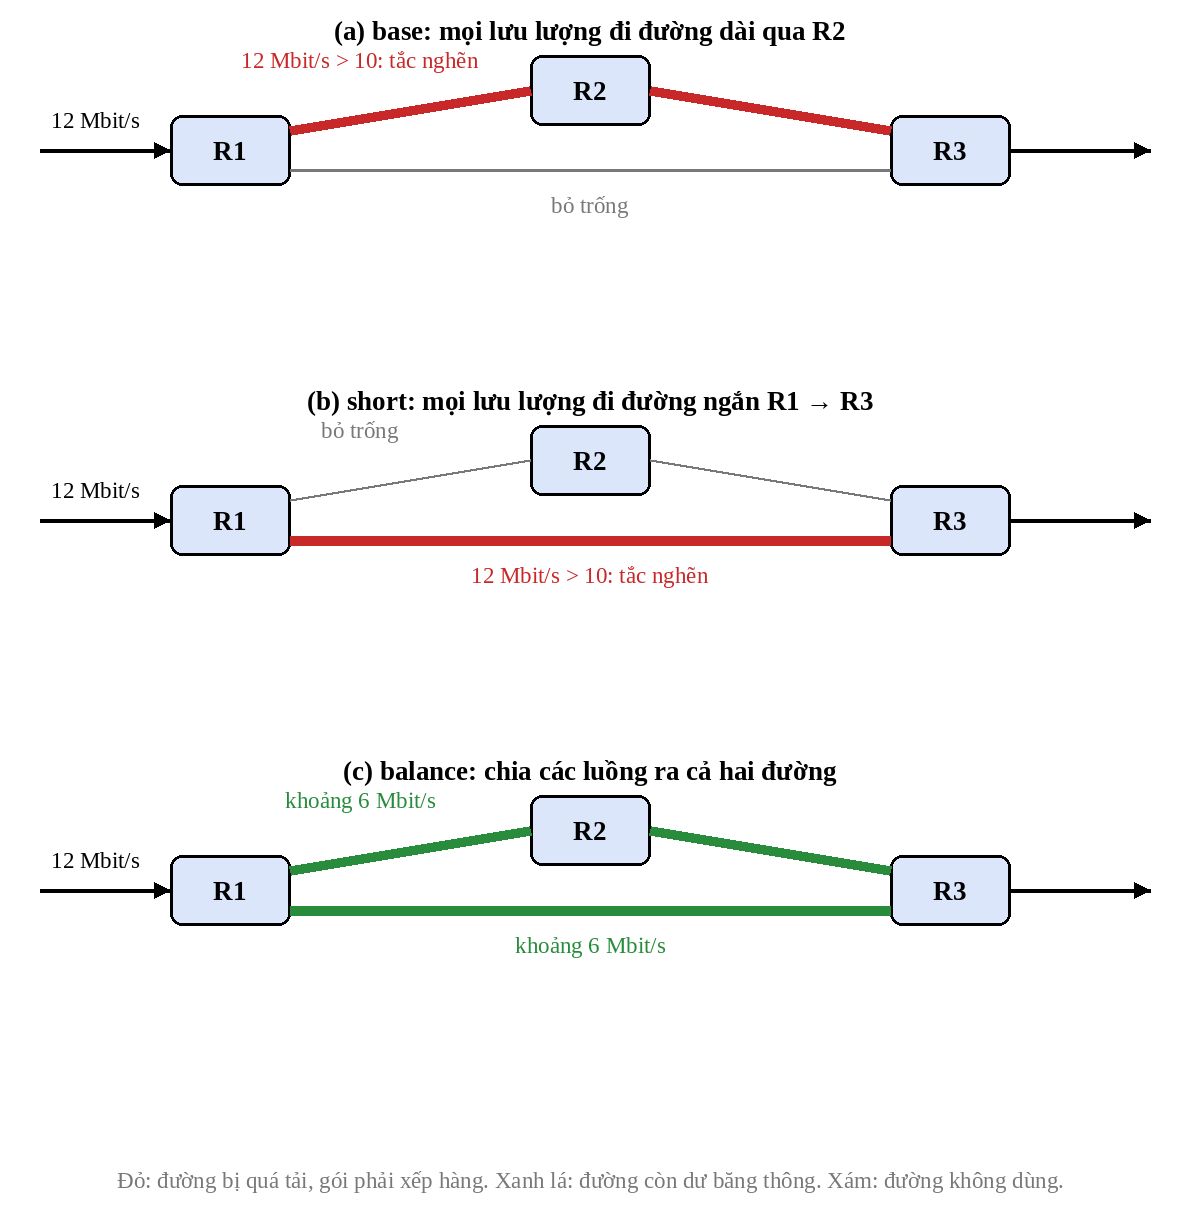 (a) base: mọi lưu lượng đi đường dài qua R2
12 Mbit/s > 10: tắc nghẽn
R2
12 Mbit/s
R1
R3
bỏ trống
(b) short: mọi lưu lượng đi đường ngắn R1 → R3
bỏ trống
R2
12 Mbit/s
R1
R3
12 Mbit/s > 10: tắc nghẽn
(c) balance: chia các luồng ra cả hai đường
khoảng 6 Mbit/s
R2
12 Mbit/s
R1
R3
khoảng 6 Mbit/s
Đỏ: đường bị quá tải, gói phải xếp hàng. Xanh lá: đường còn dư băng thông. Xám: đường không dùng.